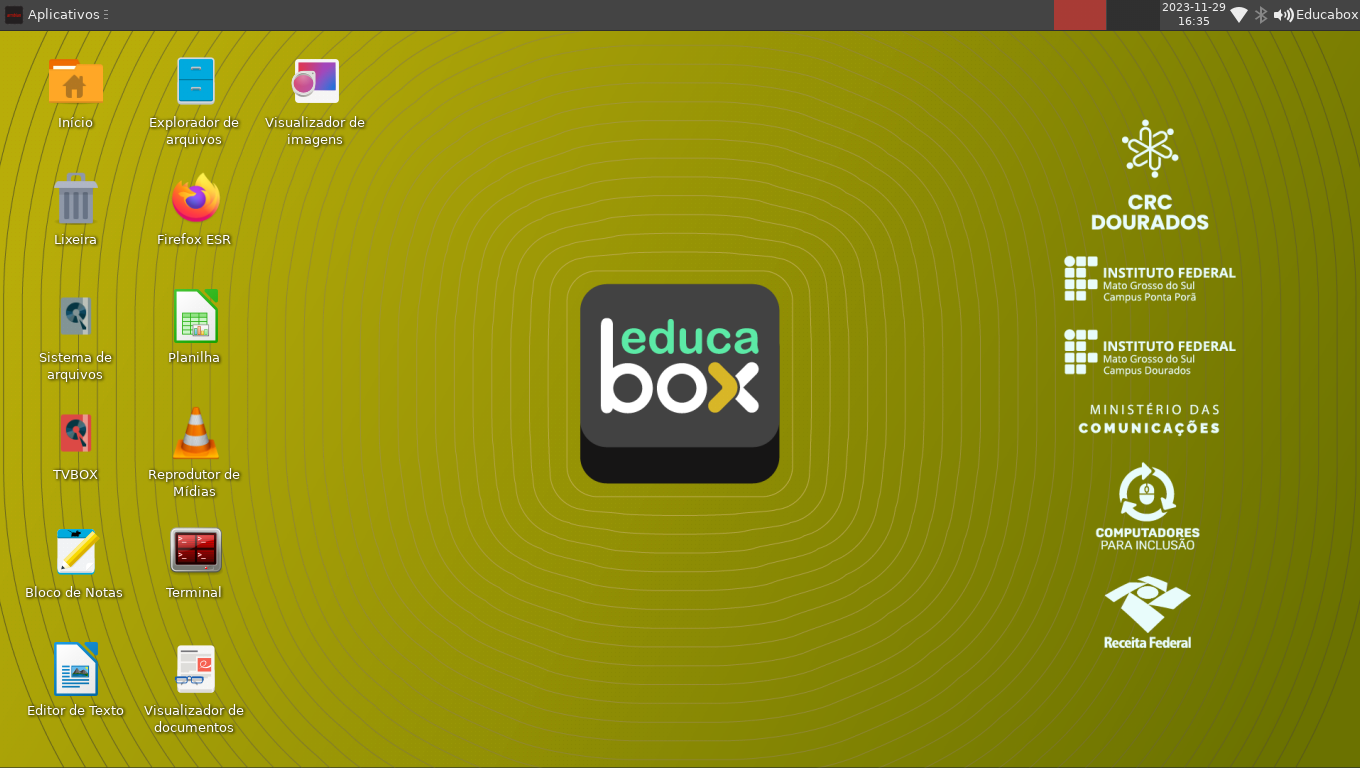 Aplicativos
2023-11-29
16:35
Educabox
Início
Explorador de
arquivos
Visualizador de
imagens
Lixeira
Firefox ESR
Sistema de
arquivos
Planilha
TVBOX
Reprodutor de
Mídias
Bloco de Notas
Terminal
Editor de Texto
Visualizador de
documentos
educa
box
CRC
DOURADOS
INSTITUTO FEDERAL
Mato Grosso do Sul
Campus Ponta Porã
INSTITUTO FEDERAL
Mato Grosso do Sul
Campus Dourados
MINISTÉRIO DAS
COMUNICAÇÕES
COMPUTADORES
PARA INCLUSÃO
Receita Federal